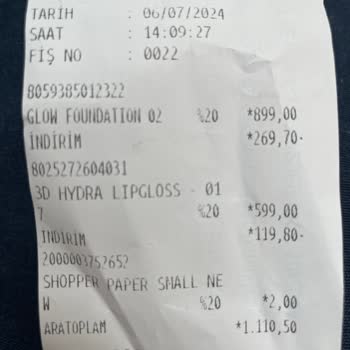 TARİH : 06/07/2024
SAAT : 14:09:27
FİŞ NO : 0022
8059385012322
GLOW FOUNDATION 02 %20 *899,00
İNDİRİM *269,70-
8025272604031
3D HYDRA LIPGLOSS - 01
7 %20 *599,00
İNDİRİM *119,80-
2000003752652
SHOPPER PAPER SMALL NE
W %20 *2,00
ARATOPLAM *1.110,50